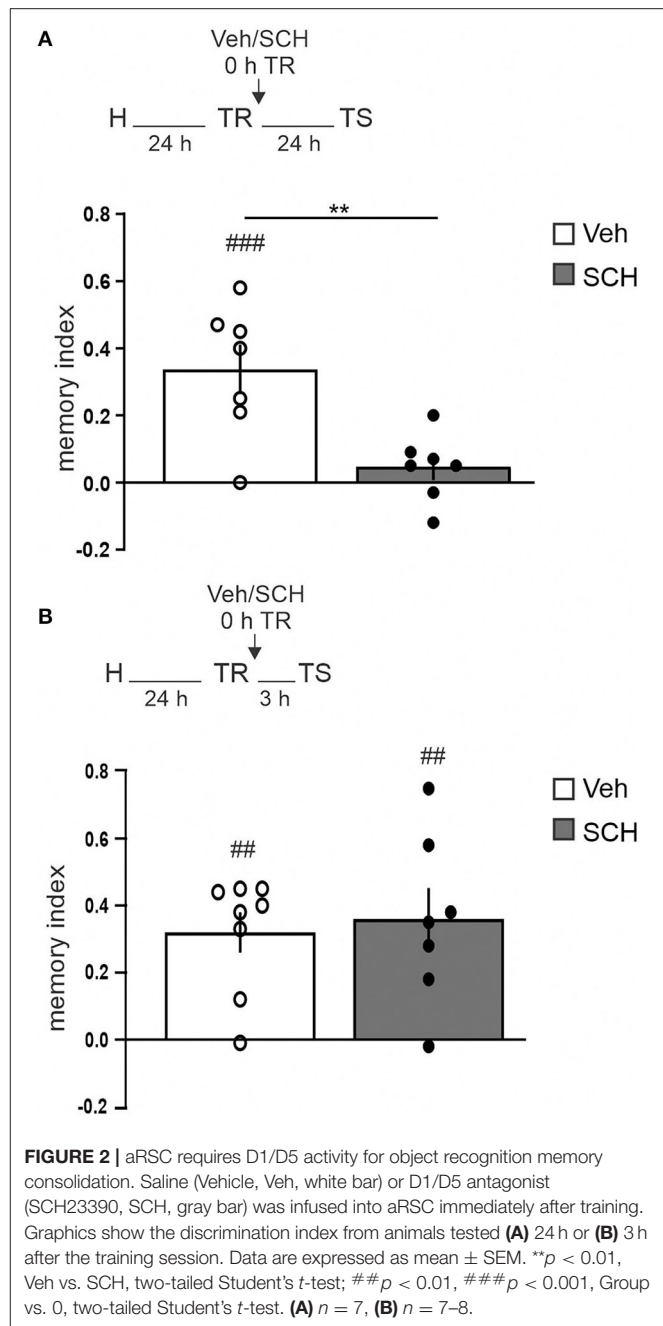 A
Veh/SCH
0 h TR
H ______ TR ______ TS
24 h 24 h
**
###
Veh
SCH
memory index
0.8
0.6
0.4
0.2
0.0
-0.2
B
Veh/SCH
0 h TR
H ______ TR ___ TS
24 h 3 h
##
##
Veh
SCH
memory index
0.8
0.6
0.4
0.2
0.0
-0.2
FIGURE 2 | aRSC requires D1/D5 activity for object recognition memory
consolidation. Saline (Vehicle, Veh, white bar) or D1/D5 antagonist
(SCH23390, SCH, gray bar) was infused into aRSC immediately after training.
Graphics show the discrimination index from animals tested (A) 24 h or (B) 3 h
after the training session. Data are expressed as mean ± SEM. **p < 0.01,
Veh vs. SCH, two-tailed Student's t-test; ##p < 0.01, ###p < 0.001, Group
vs. 0, two-tailed Student's t-test. (A) n = 7, (B) n = 7–8.